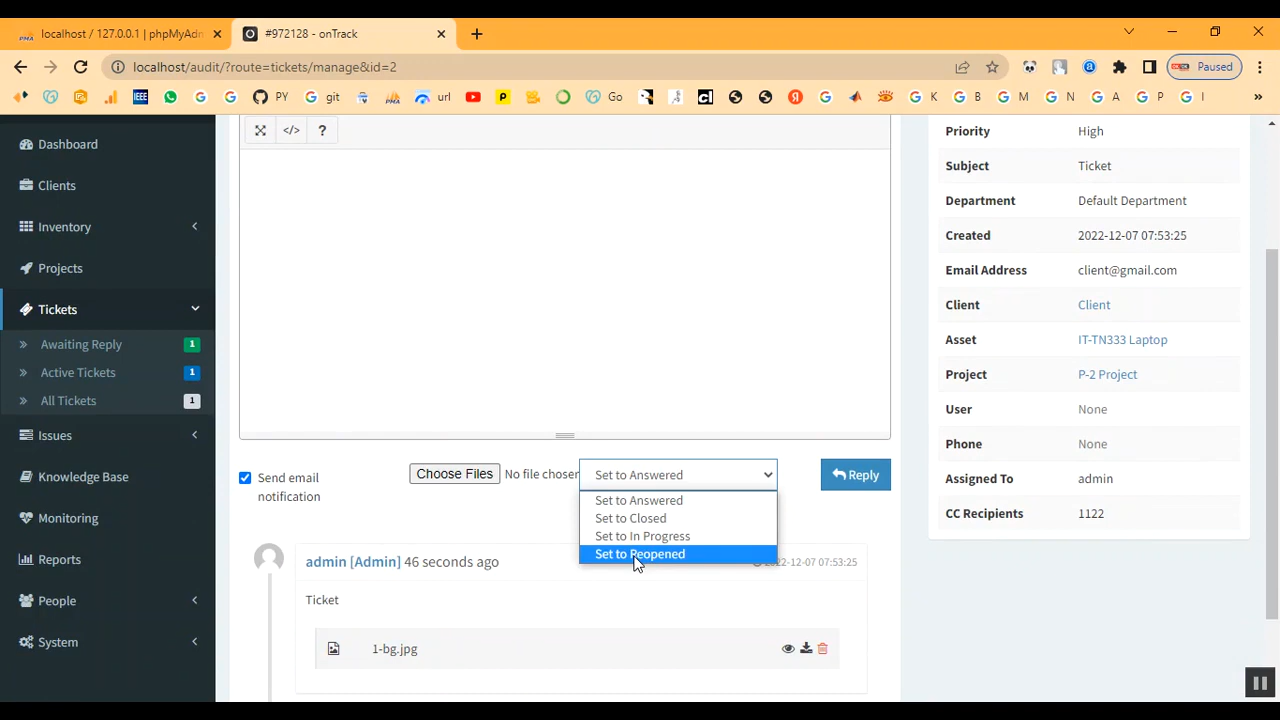 localhost / 127.0.0.1 | phpMyAdn
#972128 - onTrack
localhost/audit/?route=tickets/manage&id=2
Paused
PY
git
url
Go
K
B
M
N
A
P
I
»
Dashboard
Clients
Inventory
Projects
Tickets
Awaiting Reply 1
Active Tickets 1
All Tickets 1
Issues
Knowledge Base
Monitoring
Reports
People
System
</> ?
Send email
notification
Choose Files No file chosen
Set to Answered
Reply
Set to Answered
Set to Closed
Set to In Progress
Set to Reopened
admin [Admin] 46 seconds ago
2022-12-07 07:53:25
Ticket
1-bg.jpg
Priority High
Subject Ticket
Department Default Department
Created 2022-12-07 07:53:25
Email Address client@gmail.com
Client Client
Asset IT-TN333 Laptop
Project P-2 Project
User None
Phone None
Assigned To admin
CC Recipients 1122